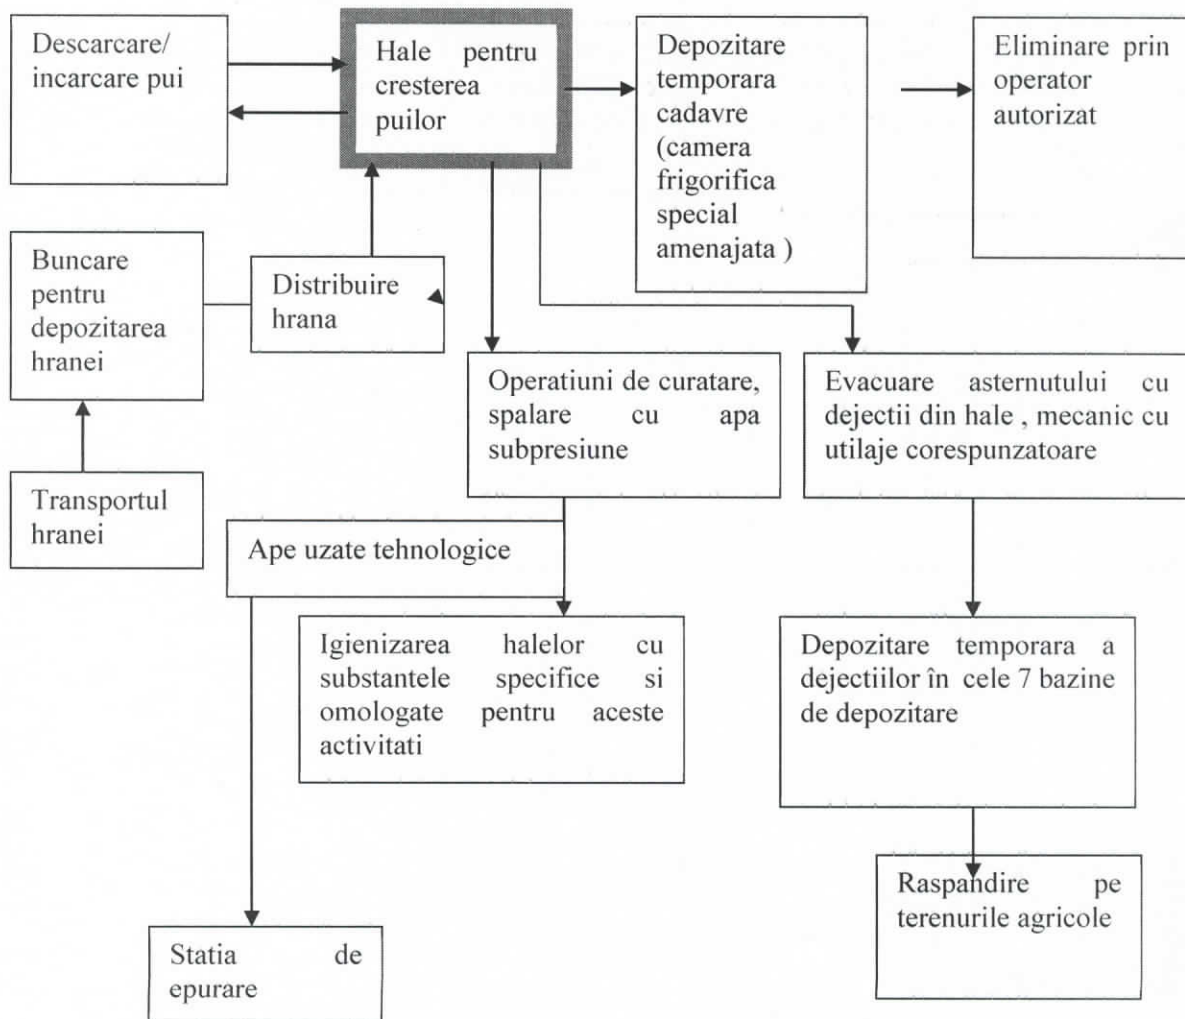 Descarcare/
incarcare pui
Hale pentru
cresterea
puilor
Depozitare
temporara
cadavre
(camera
frigorifica
special
amenajata )
Eliminare prin
operator
autorizat
Buncare
pentru
depozitarea
hranei
Distribuire
hrana
Transportul
hranei
Operatiuni de curatare,
spalare cu apa
subpresiune
Evacuare asternutului cu
dejectii din hale , mecanic cu
utilaje corespunzatoare
Ape uzate tehnologice
Igienizarea halelor cu
substantele specifice si
omologate pentru aceste
activitati
Depozitare temporara a
dejectiilor în cele 7 bazine
de depozitare
Raspandire pe
terenurile agricole
Statia de
epurare